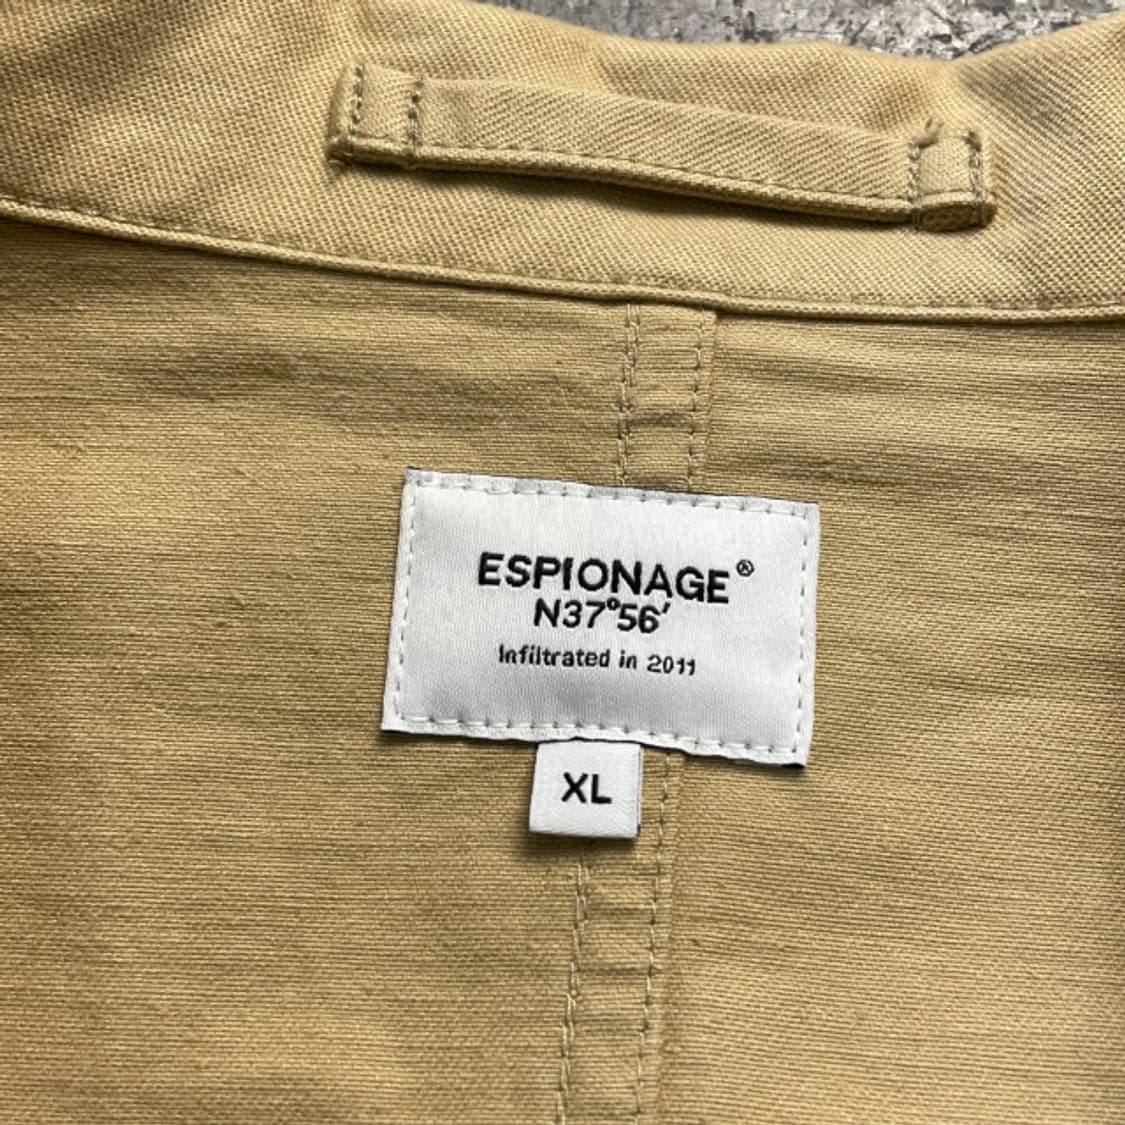 ESPIONAGE®
N37°56′
Infiltrated in 2011
XL